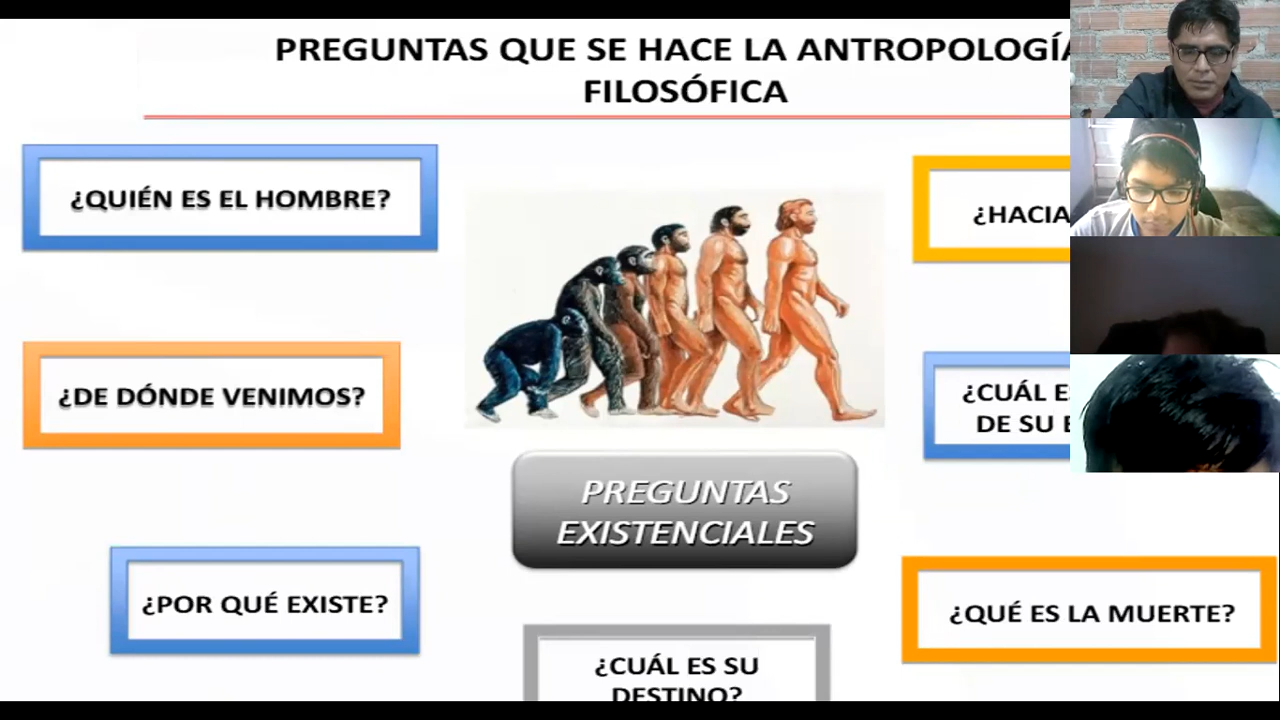 PREGUNTAS QUE SE HACE LA ANTROPOLOGÍA
FILOSÓFICA
¿QUIÉN ES EL HOMBRE?
¿HACIA
¿DE DÓNDE VENIMOS?
¿CUÁL
DE SU
PREGUNTAS
EXISTENCIALES
¿POR QUÉ EXISTE?
¿QUÉ ES LA MUERTE?
¿CUÁL ES SU
DESTINO?